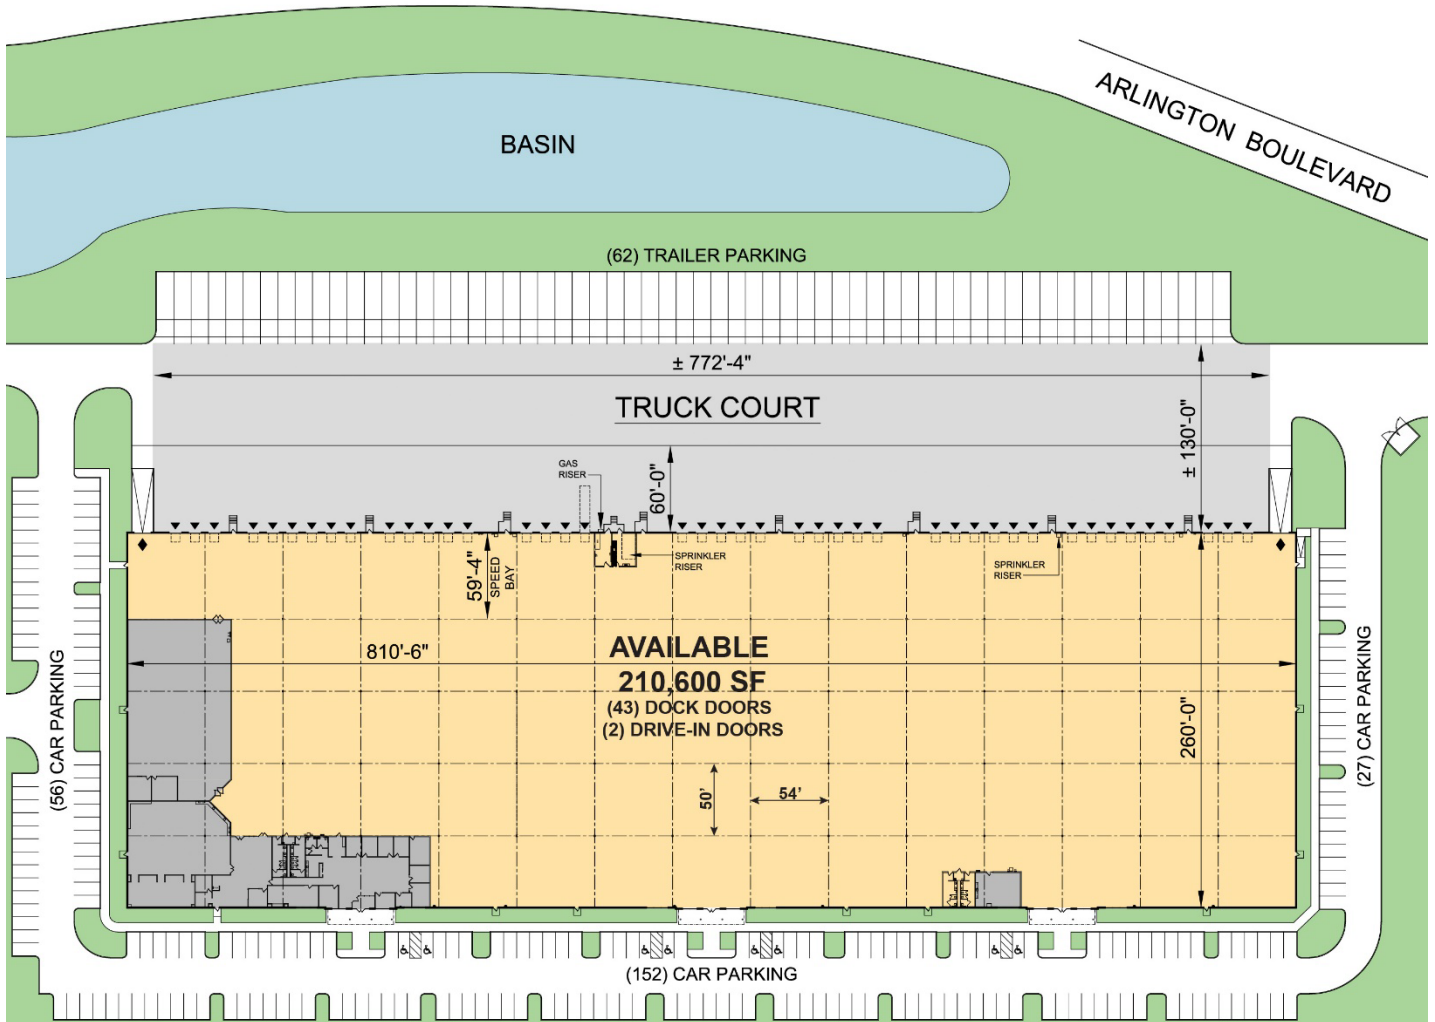 ARLINGTON BOULEVARD
BASIN
(62) TRAILER PARKING
± 772'-4"
TRUCK COURT
± 130'-0"
60'-0"
GAS
RISER
SPRINKLER
RISER
SPRINKLER
RISER
59'-4"
SPEED
BAY
810'-6"
AVAILABLE
210,600 SF
(43) DOCK DOORS
(2) DRIVE-IN DOORS
260'-0"
50'
54'
(56) CAR PARKING
(27) CAR PARKING
(152) CAR PARKING